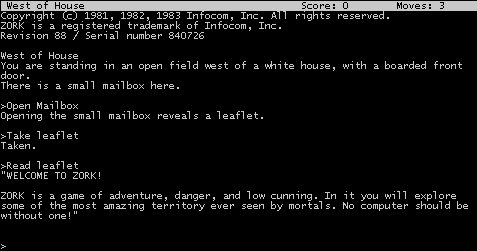 West of House Score: 0 Moves: 3
Copyright (c) 1981, 1982, 1983 Infocom, Inc. All rights reserved.
ZORK is a registered trademark of Infocom, Inc.
Revision 88 / Serial number 840726
West of House
You are standing in an open field west of a white house, with a boarded front
door.
There is a small mailbox here.
>Open Mailbox
Opening the small mailbox reveals a leaflet.
>Take leaflet
Taken.
>Read leaflet
"WELCOME TO ZORK!
ZORK is a game of adventure, danger, and low cunning. In it you will explore
some of the most amazing territory ever seen by mortals. No computer should be
without one!"
>